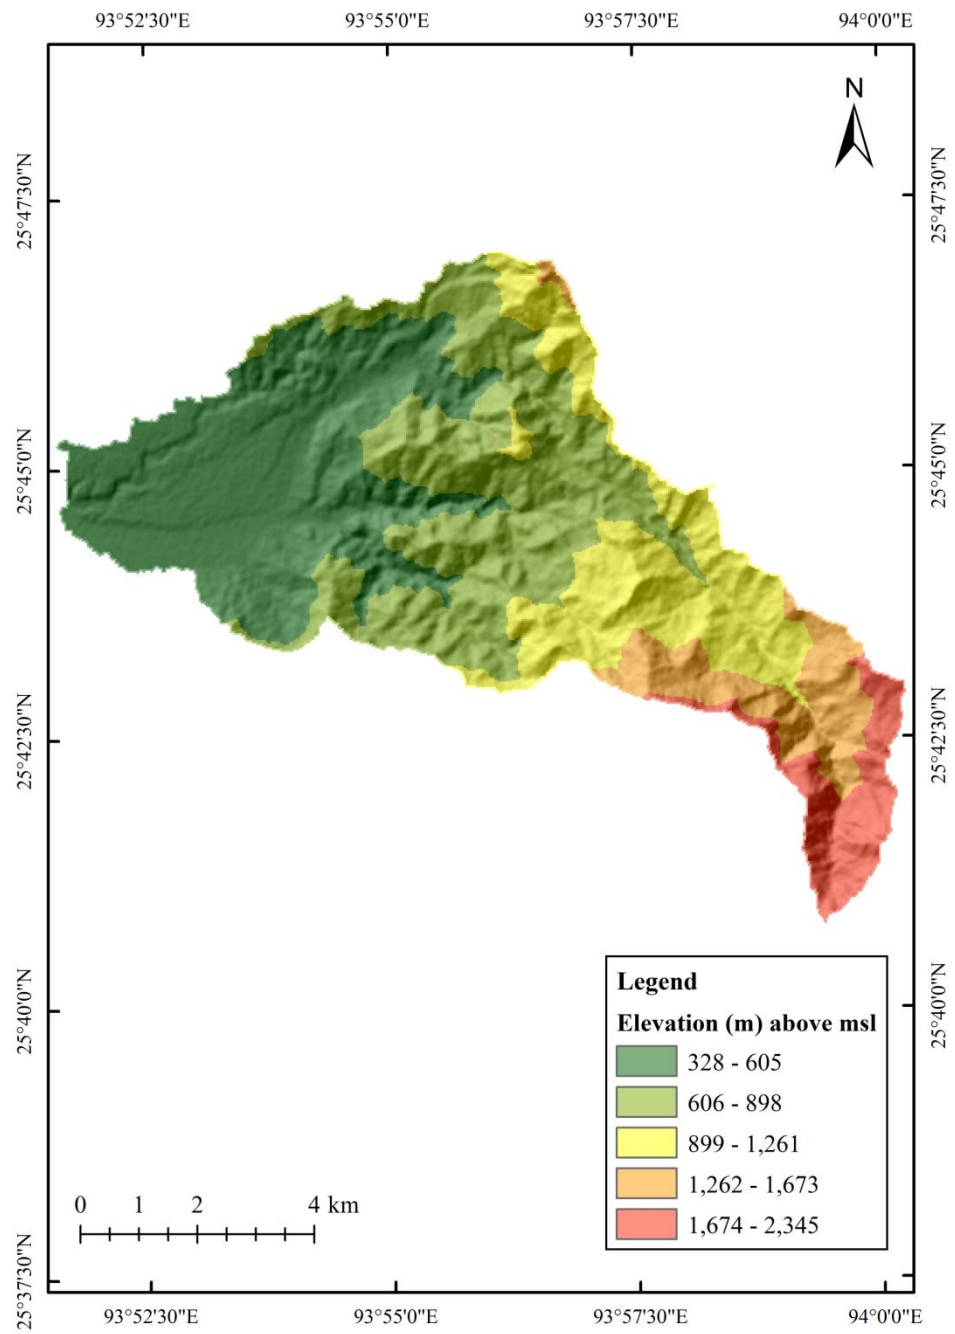 93°52'30"E 93°55'0"E 93°57'30"E 94°0'0"E
N
25°47'30"N 25°47'30"N
25°45'0"N 25°45'0"N
25°42'30"N 25°42'30"N
25°40'0"N 25°40'0"N
25°37'30"N
Legend
Elevation (m) above msl
328 - 605
606 - 898
899 - 1,261
1,262 - 1,673
1,674 - 2,345
0 1 2 4 km
93°52'30"E 93°55'0"E 93°57'30"E 94°0'0"E